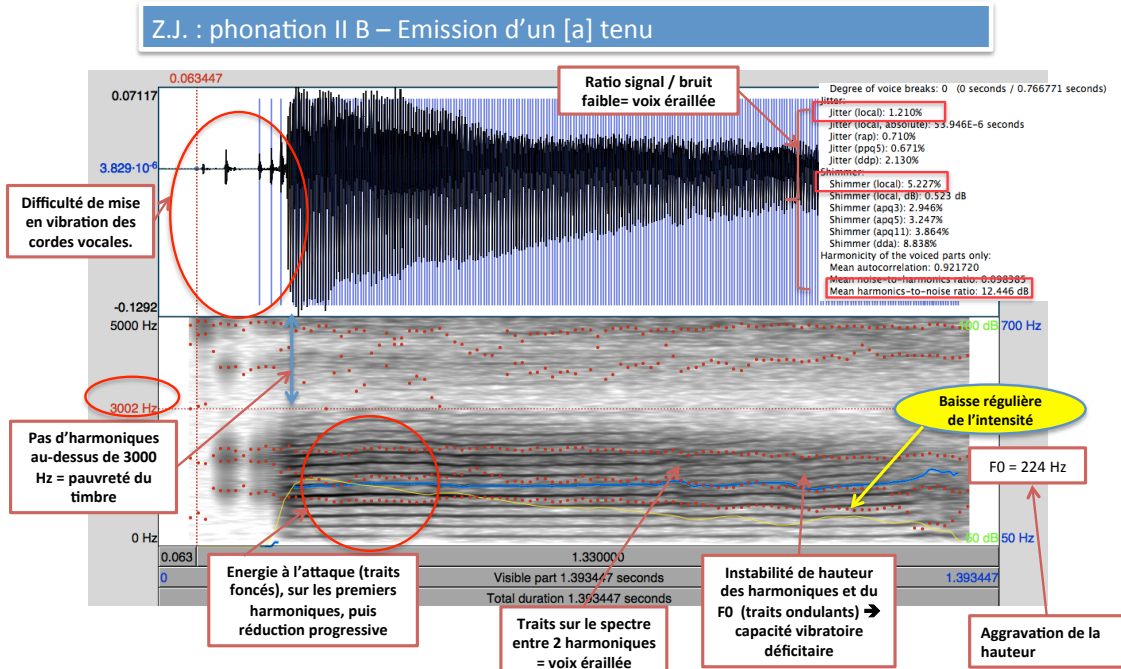 Z.J. : phonation II B – Emission d'un [a] tenu
0.063447
0.07117
3.829·10-6
-0.1292
5000 Hz
3002 Hz
0 Hz
Difficulté de mise
en vibration des
cordes vocales.
Ratio signal / bruit
faible= voix éraillée
Degree of voice breaks: 0 (0 seconds / 0.766771 seconds)
Jitter:
Jitter (local): 1.210%
Jitter (local, absolute): 53.946E-6 seconds
Jitter (rap): 0.710%
Jitter (ppq5): 0.671%
Jitter (ddp): 2.130%
Shimmer:
Shimmer (local): 5.227%
Shimmer (local, dB): 0.523 dB
Shimmer (apq3): 2.946%
Shimmer (apq5): 3.247%
Shimmer (apq11): 3.864%
Shimmer (dda): 8.838%
Harmonicity of the voiced parts only:
Mean autocorrelation: 0.921720
Mean noise-to-harmonics ratio: 0.098385
Mean harmonics-to-noise ratio: 12.446 dB
100 dB 700 Hz
Baisse régulière
de l'intensité
Pas d'harmoniques
au-dessus de 3000
Hz = pauvreté du
timbre
F0 = 224 Hz
50 dB 50 Hz
0.063 1.330000
0 Visible part 1.393447 seconds 1.393447
Total duration 1.393447 seconds
Energie à l'attaque (traits
foncés), sur les premiers
harmoniques, puis
réduction progressive
Traits sur le spectre
entre 2 harmoniques
= voix éraillée
Instabilité de hauteur
des harmoniques et du
F0 (traits ondulants) ➔
capacité vibratoire
déficitaire
Aggravation de la
hauteur